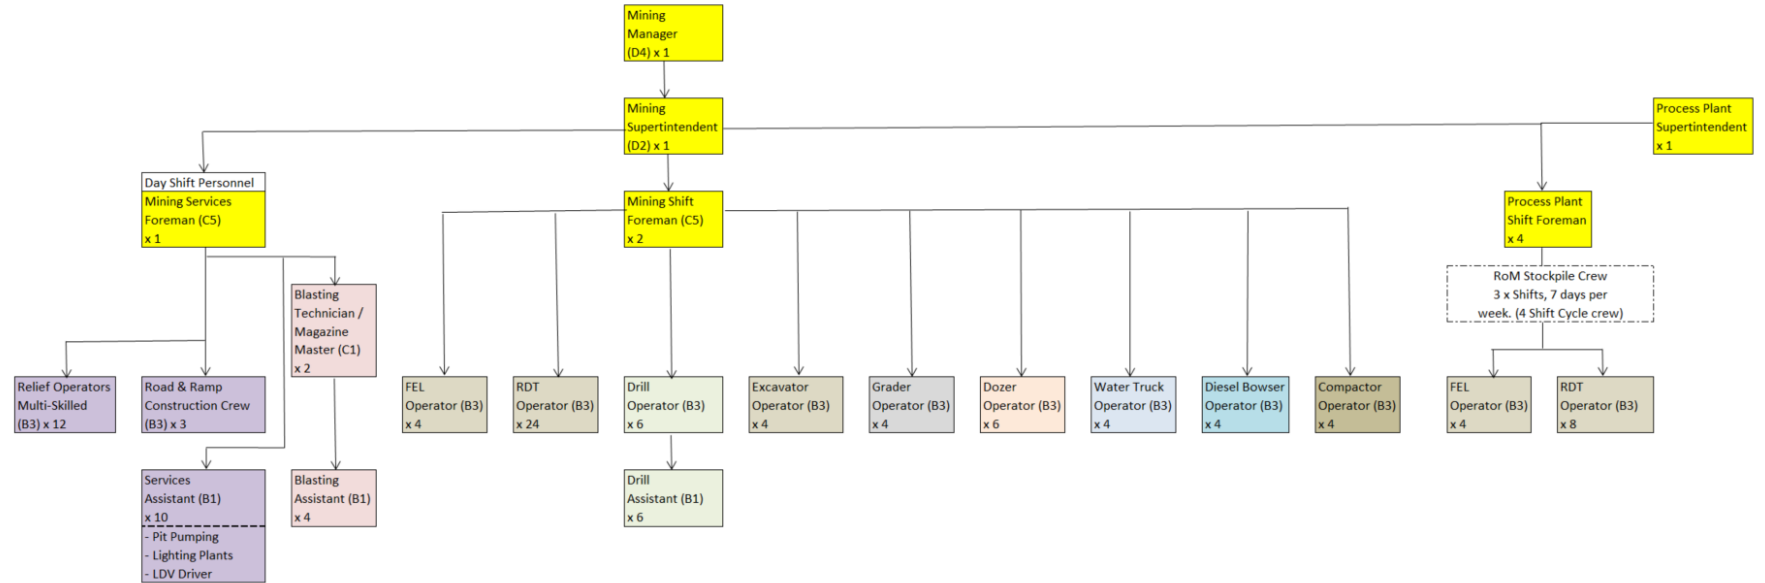 Mining
Manager
(D4) x 1
Mining
Supertintendent
(D2) x 1
Process Plant
Supertintendent
x 1
Day Shift Personnel
Mining Services
Foreman (C5)
x 1
Mining Shift
Foreman (C5)
x 2
Process Plant
Shift Foreman
x 4
RoM Stockpile Crew
3 x Shifts, 7 days per
week. (4 Shift Cycle crew)
Blasting
Technician /
Magazine
Master (C1)
x 2
Relief Operators
Multi-Skilled
(B3) x 12
Road & Ramp
Construction Crew
(B3) x 3
FEL
Operator (B3)
x 4
RDT
Operator (B3)
x 24
Drill
Operator (B3)
x 6
Excavator
Operator (B3)
x 4
Grader
Operator (B3)
x 4
Dozer
Operator (B3)
x 6
Water Truck
Operator (B3)
x 4
Diesel Bowser
Operator (B3)
x 4
Compactor
Operator (B3)
x 4
FEL
Operator (B3)
x 4
RDT
Operator (B3)
x 8
Services
Assistant (B1)
x 10
- Pit Pumping
- Lighting Plants
- LDV Driver
Blasting
Assistant (B1)
x 4
Drill
Assistant (B1)
x 6